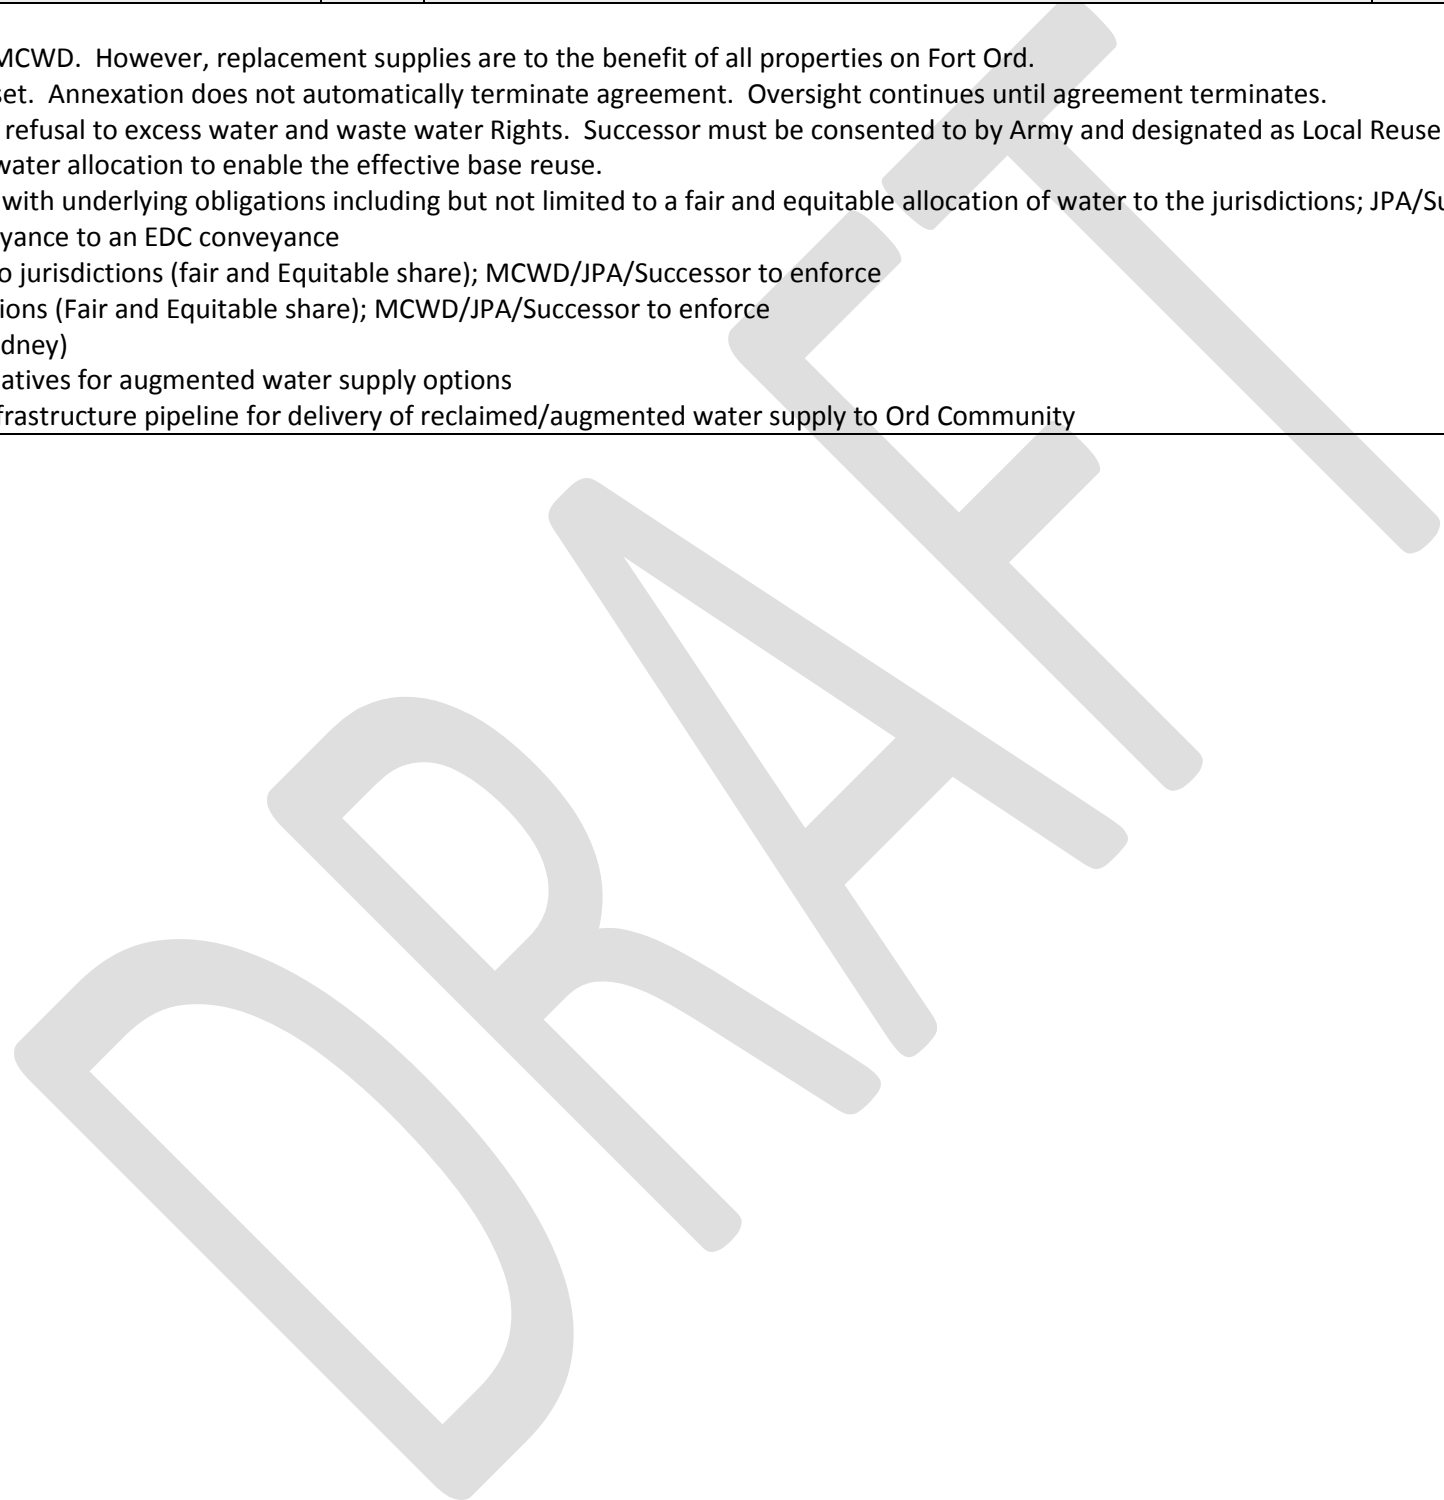 MCWD. However, replacement supplies are to the benefit of all properties on Fort Ord.
set. Annexation does not automatically terminate agreement. Oversight continues until agreement terminates.
refusal to excess water and waste water Rights. Successor must be consented to by Army and designated as Local Reuse
water allocation to enable the effective base reuse.
with underlying obligations including but not limited to a fair and equitable allocation of water to the jurisdictions; JPA/Su
yance to an EDC conveyance
o jurisdictions (fair and Equitable share); MCWD/JPA/Successor to enforce
ions (Fair and Equitable share); MCWD/JPA/Successor to enforce
dney)
atives for augmented water supply options
frastructure pipeline for delivery of reclaimed/augmented water supply to Ord Community
DRAFT